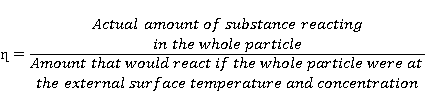 Actual amount of substance reacting
in the whole particle
η =
Amount that would react if the whole particle were at
the external surface temperature and concentration